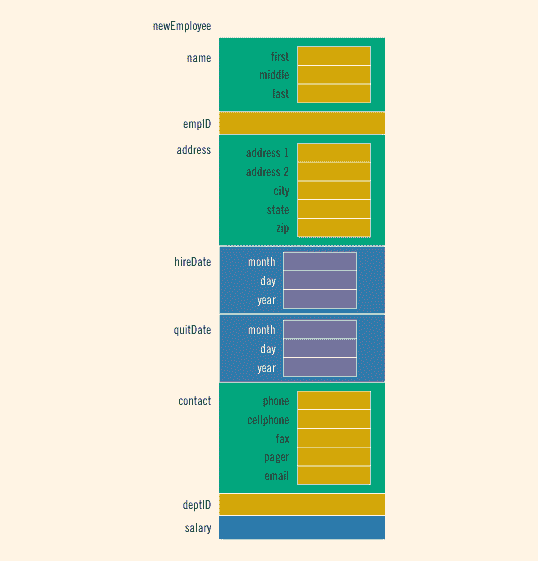 newEmployee
name
first
middle
last
empID
address
address 1
address 2
city
state
zip
hireDate
month
day
year
quitDate
month
day
year
contact
phone
cellphone
fax
pager
email
deptID
salary